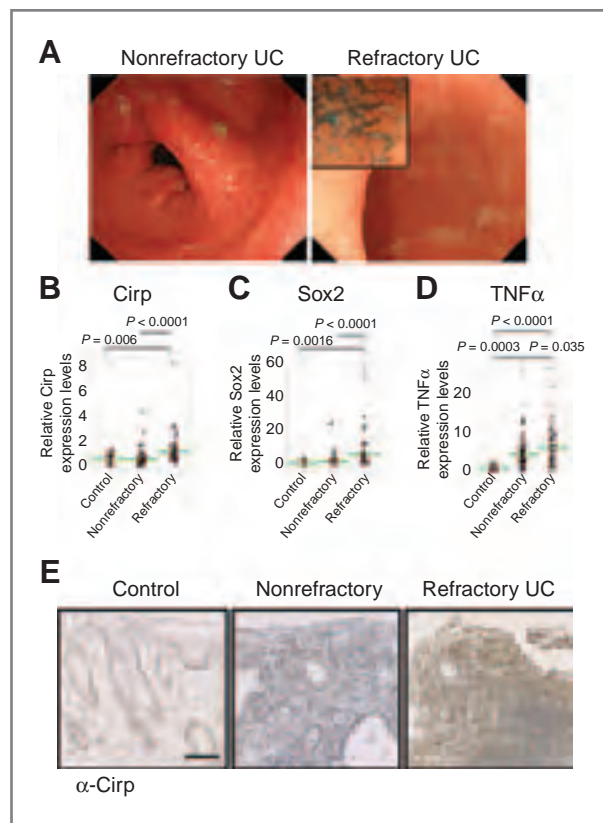 A
Nonrefractory UC
Refractory UC
B
Cirp
P < 0.0001
P = 0.006
Relative Cirp
expression levels
8
6
4
2
0
Control
Nonrefractory
Refractory
C
Sox2
P < 0.0001
P = 0.0016
Relative Sox2
expression levels
60
40
20
0
Control
Nonrefractory
Refractory
D
TNFα
P < 0.0001
P = 0.0003
P = 0.035
Relative TNFα
expression levels
20
10
0
Control
Nonrefractory
Refractory
E
Control
Nonrefractory
Refractory UC
α-Cirp